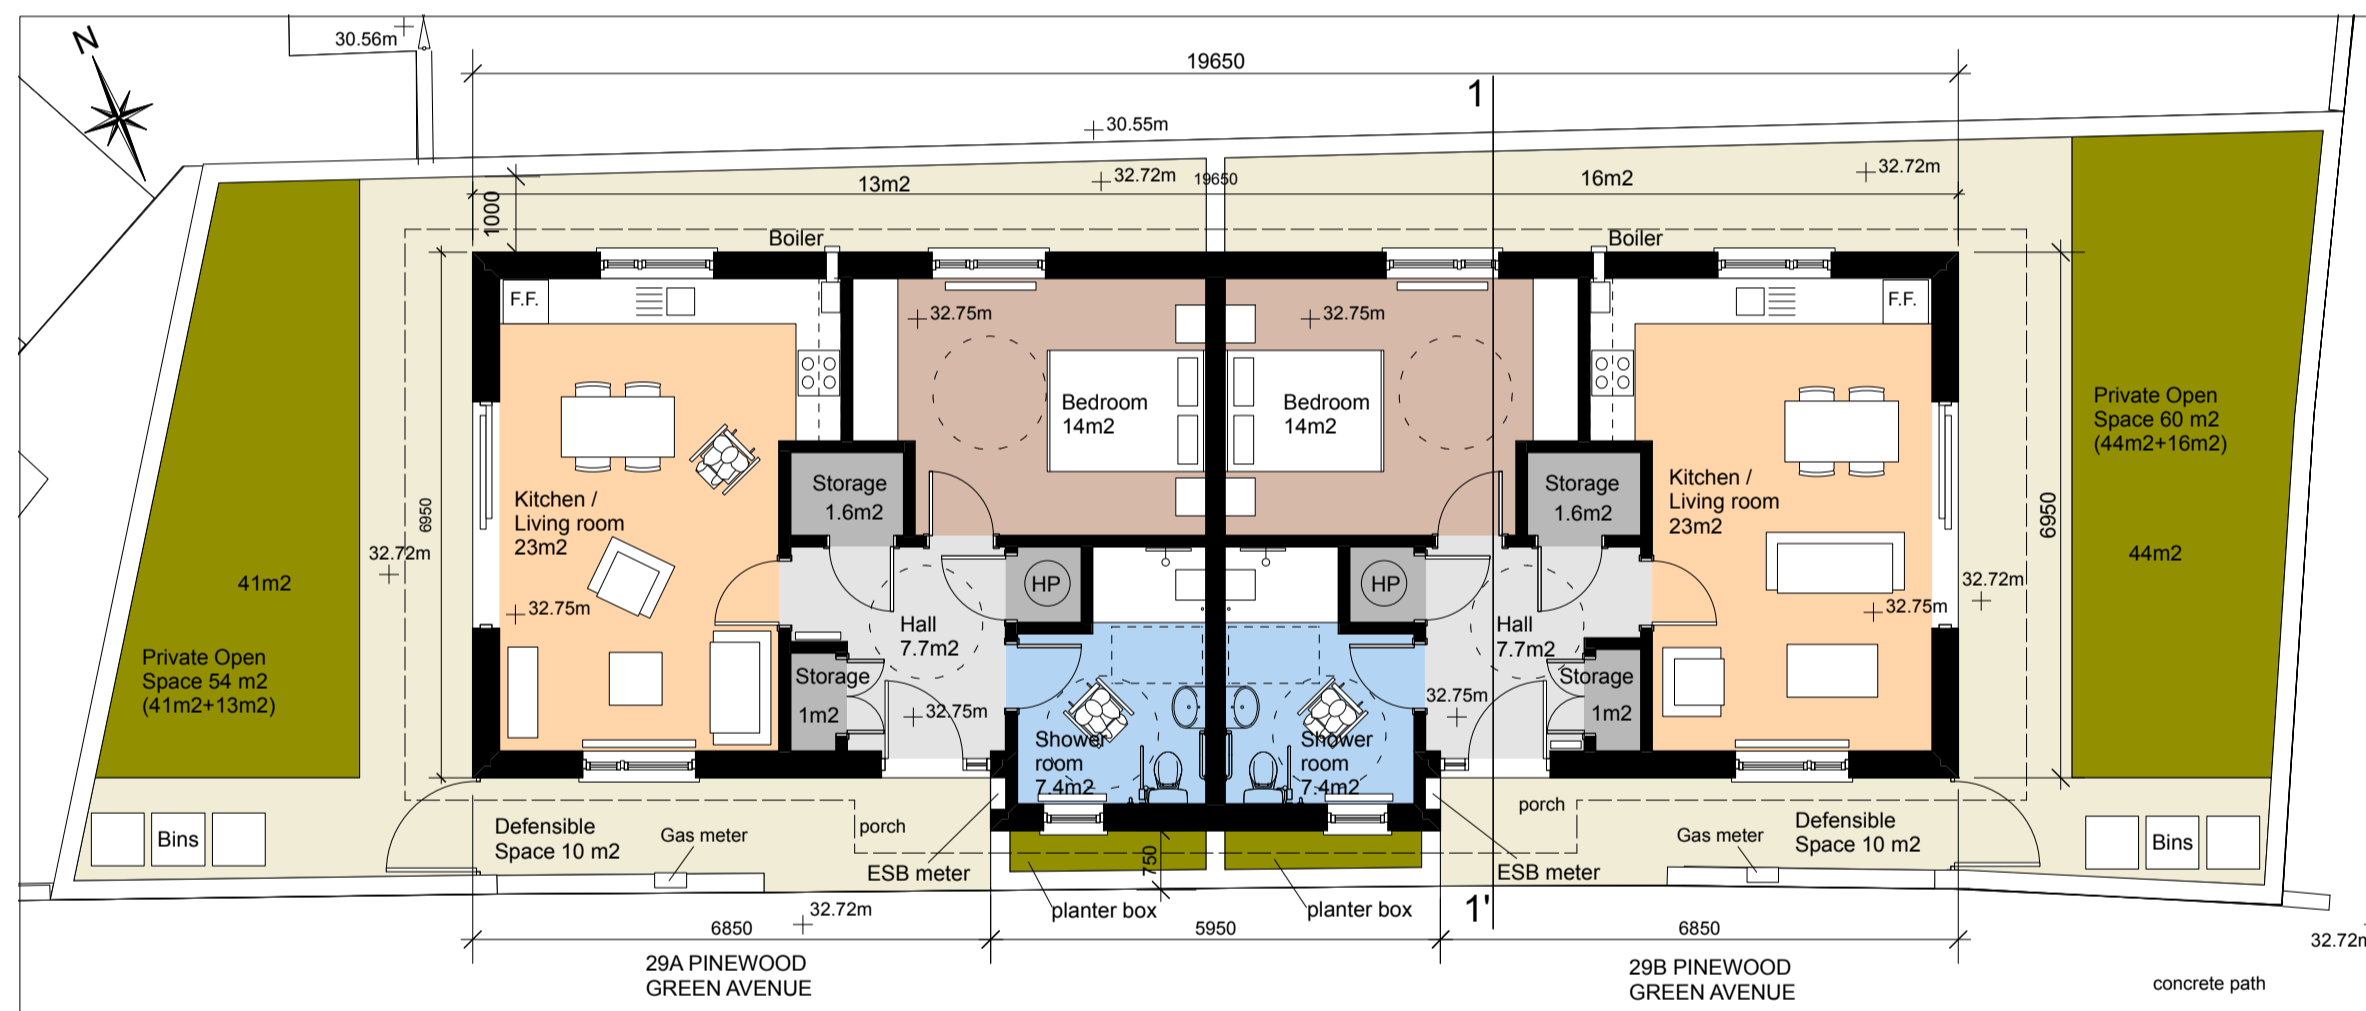 N
30.56m
19650
1
30.55m
13m2
32.72m
19650
16m2
32.72m
1000
Boiler
Boiler
F.F.
32.75m
32.75m
F.F.
Bedroom
14m2
Bedroom
14m2
Private Open
Space 60 m2
(44m2+16m2)
Kitchen /
Living room
23m2
Storage
1.6m2
Storage
1.6m2
Kitchen /
Living room
23m2
6950
6950
32.72m
44m2
41m2
HP
HP
32.72m
32.75m
32.75m
Hall
7.7m2
Hall
7.7m2
Private Open
Space 54 m2
(41m2+13m2)
Storage
1m2
Storage
1m2
32.75m
32.75m
Shower
room
7.4m2
Shower
room
7.4m2
Bins
Defensible
Space 10 m2
Gas meter
porch
porch
Gas meter
Defensible
Space 10 m2
Bins
ESB meter
750
ESB meter
planter box
planter box
32.72m
1'
6850
5950
6850
32.72m
29A PINEWOOD
GREEN AVENUE
29B PINEWOOD
GREEN AVENUE
concrete path